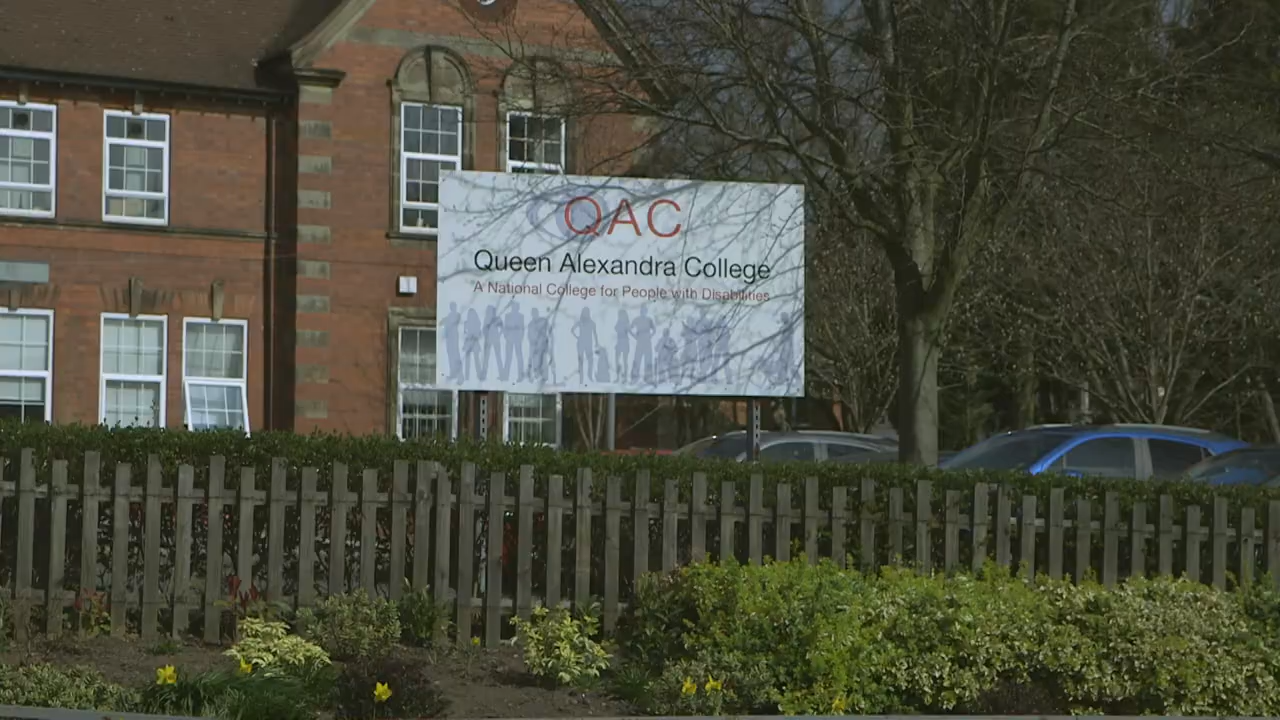 QAC
Queen Alexandra College
A National College for People with Disabilities